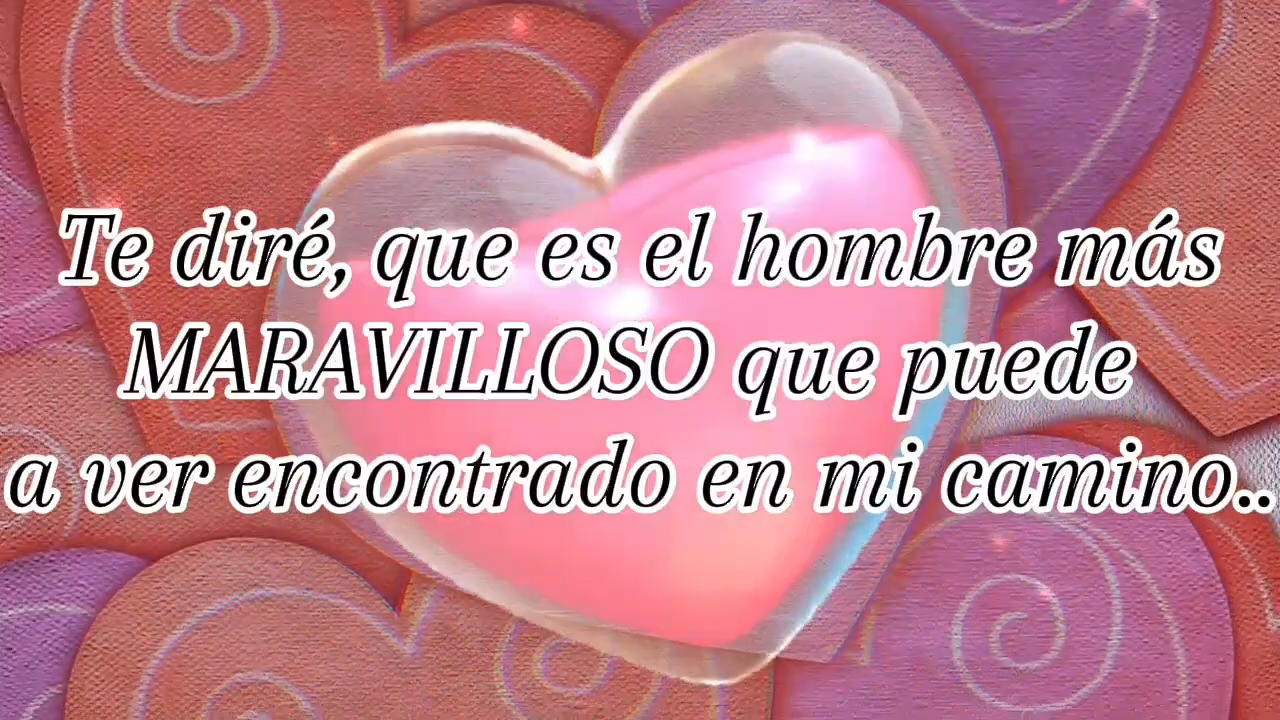 Te diré, que es el hombre más
MARAVILLOSO que puede
a ver encontrado en mi camino..